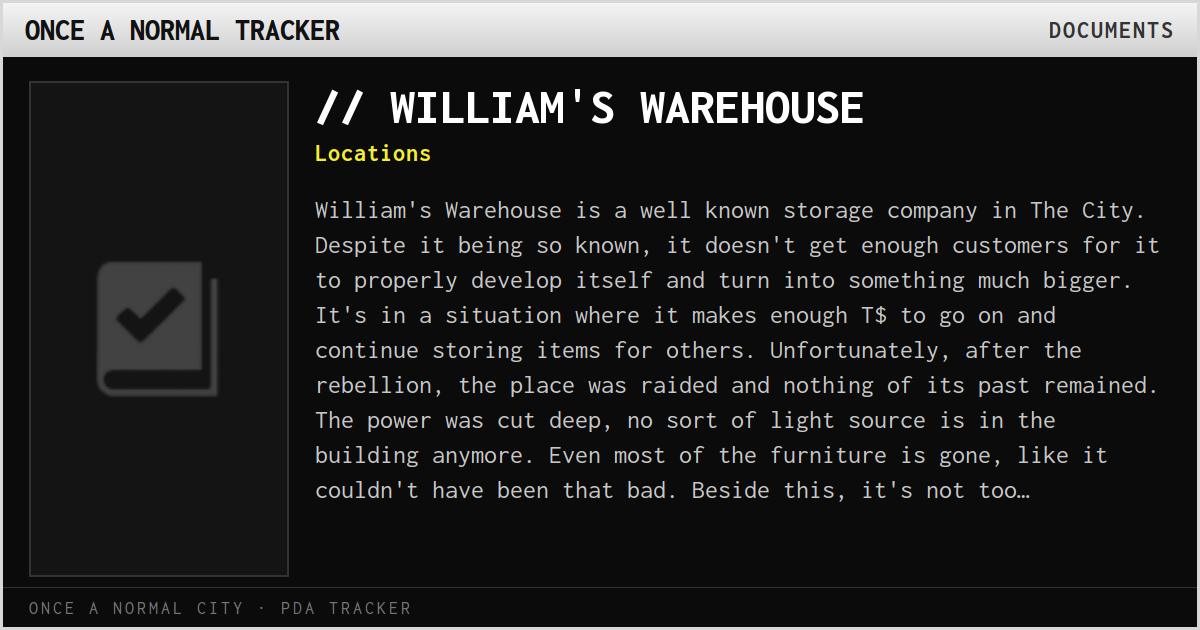 ONCE A NORMAL TRACKER
DOCUMENTS
// WILLIAM'S WAREHOUSE
Locations
William's Warehouse is a well known storage company in The City.
Despite it being so known, it doesn't get enough customers for it
to properly develop itself and turn into something much bigger.
It's in a situation where it makes enough T$ to go on and
continue storing items for others. Unfortunately, after the
rebellion, the place was raided and nothing of its past remained.
The power was cut deep, no sort of light source is in the
building anymore. Even most of the furniture is gone, like it
couldn't have been that bad. Beside this, it's not too…
ONCE A NORMAL CITY · PDA TRACKER